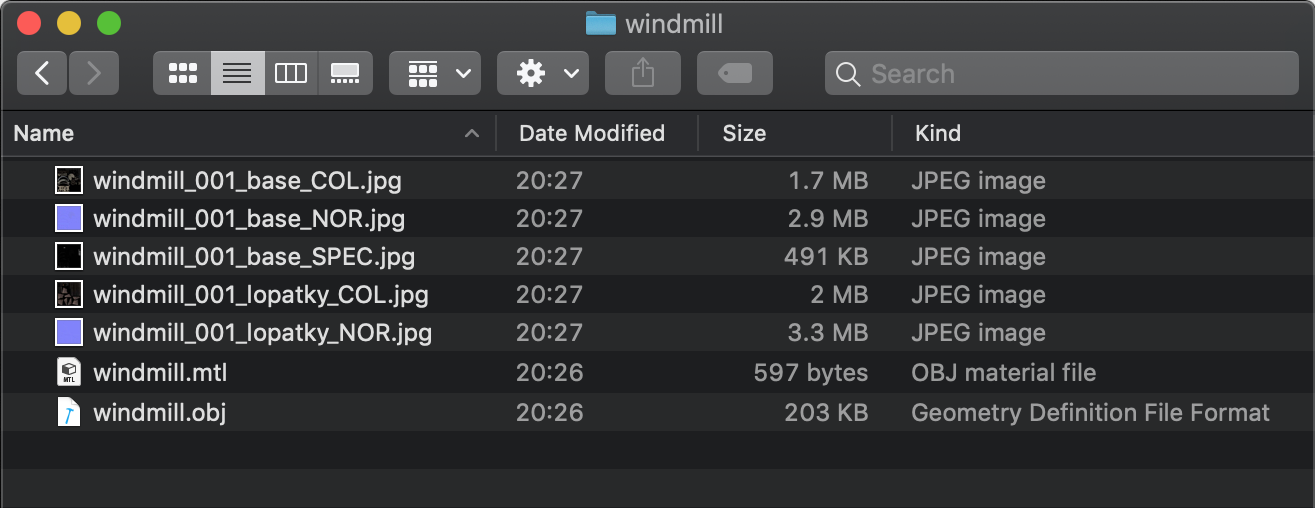 windmill
Search
Name Date Modified Size Kind
windmill_001_base_COL.jpg 20:27 1.7 MB JPEG image
windmill_001_base_NOR.jpg 20:27 2.9 MB JPEG image
windmill_001_base_SPEC.jpg 20:27 491 KB JPEG image
windmill_001_lopatky_COL.jpg 20:27 2 MB JPEG image
windmill_001_lopatky_NOR.jpg 20:27 3.3 MB JPEG image
MTL windmill.mtl 20:26 597 bytes OBJ material file
windmill.obj 20:26 203 KB Geometry Definition File Format